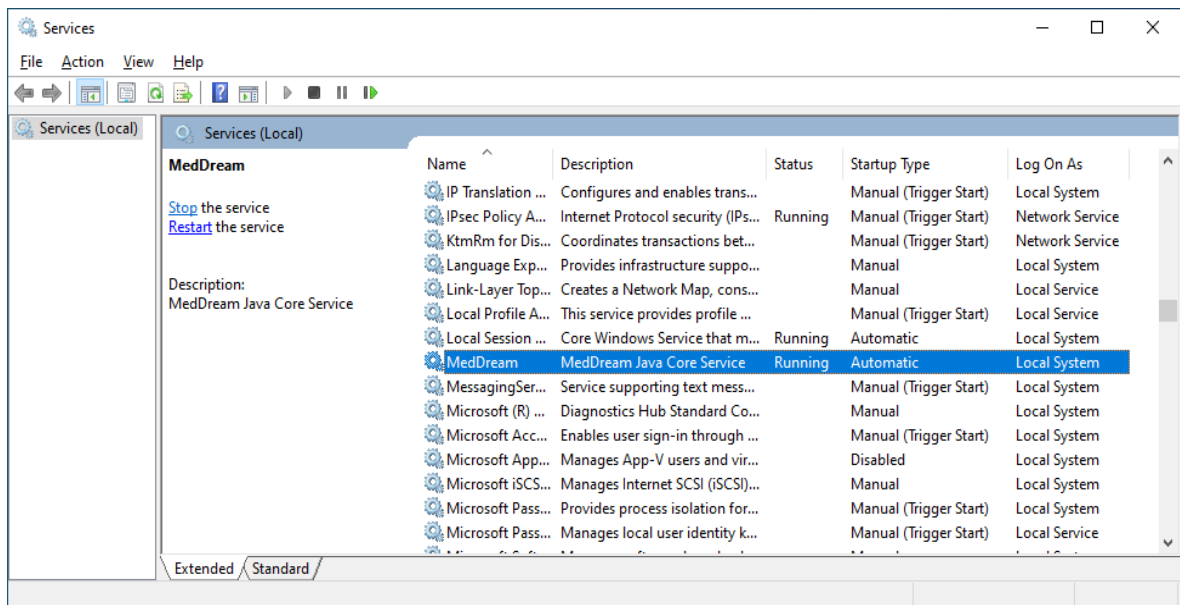 Services
File Action View Help
Services (Local)
Services (Local)
MedDream
Stop the service
Restart the service
Description:
MedDream Java Core Service
Name Description Status Startup Type Log On As
IP Translation ... Configures and enables trans... Manual (Trigger Start) Local System
IPsec Policy A... Internet Protocol security (IPs... Running Manual (Trigger Start) Network Service
KtmRm for Dis... Coordinates transactions bet... Manual (Trigger Start) Network Service
Language Exp... Provides infrastructure suppo... Manual Local System
Link-Layer Top... Creates a Network Map, cons... Manual Local Service
Local Profile A... This service provides profile ... Manual (Trigger Start) Local Service
Local Session ... Core Windows Service that m... Running Automatic Local System
MedDream MedDream Java Core Service Running Automatic Local System
MessagingSer... Service supporting text mess... Manual (Trigger Start) Local System
Microsoft (R) ... Diagnostics Hub Standard Co... Manual Local System
Microsoft Acc... Enables user sign-in through ... Manual (Trigger Start) Local System
Microsoft App... Manages App-V users and vir... Disabled Local System
Microsoft iSCS... Manages Internet SCSI (iSCSI)... Manual Local System
Microsoft Pass... Provides process isolation for... Manual (Trigger Start) Local System
Microsoft Pass... Manages local user identity k... Manual (Trigger Start) Local Service
Extended Standard